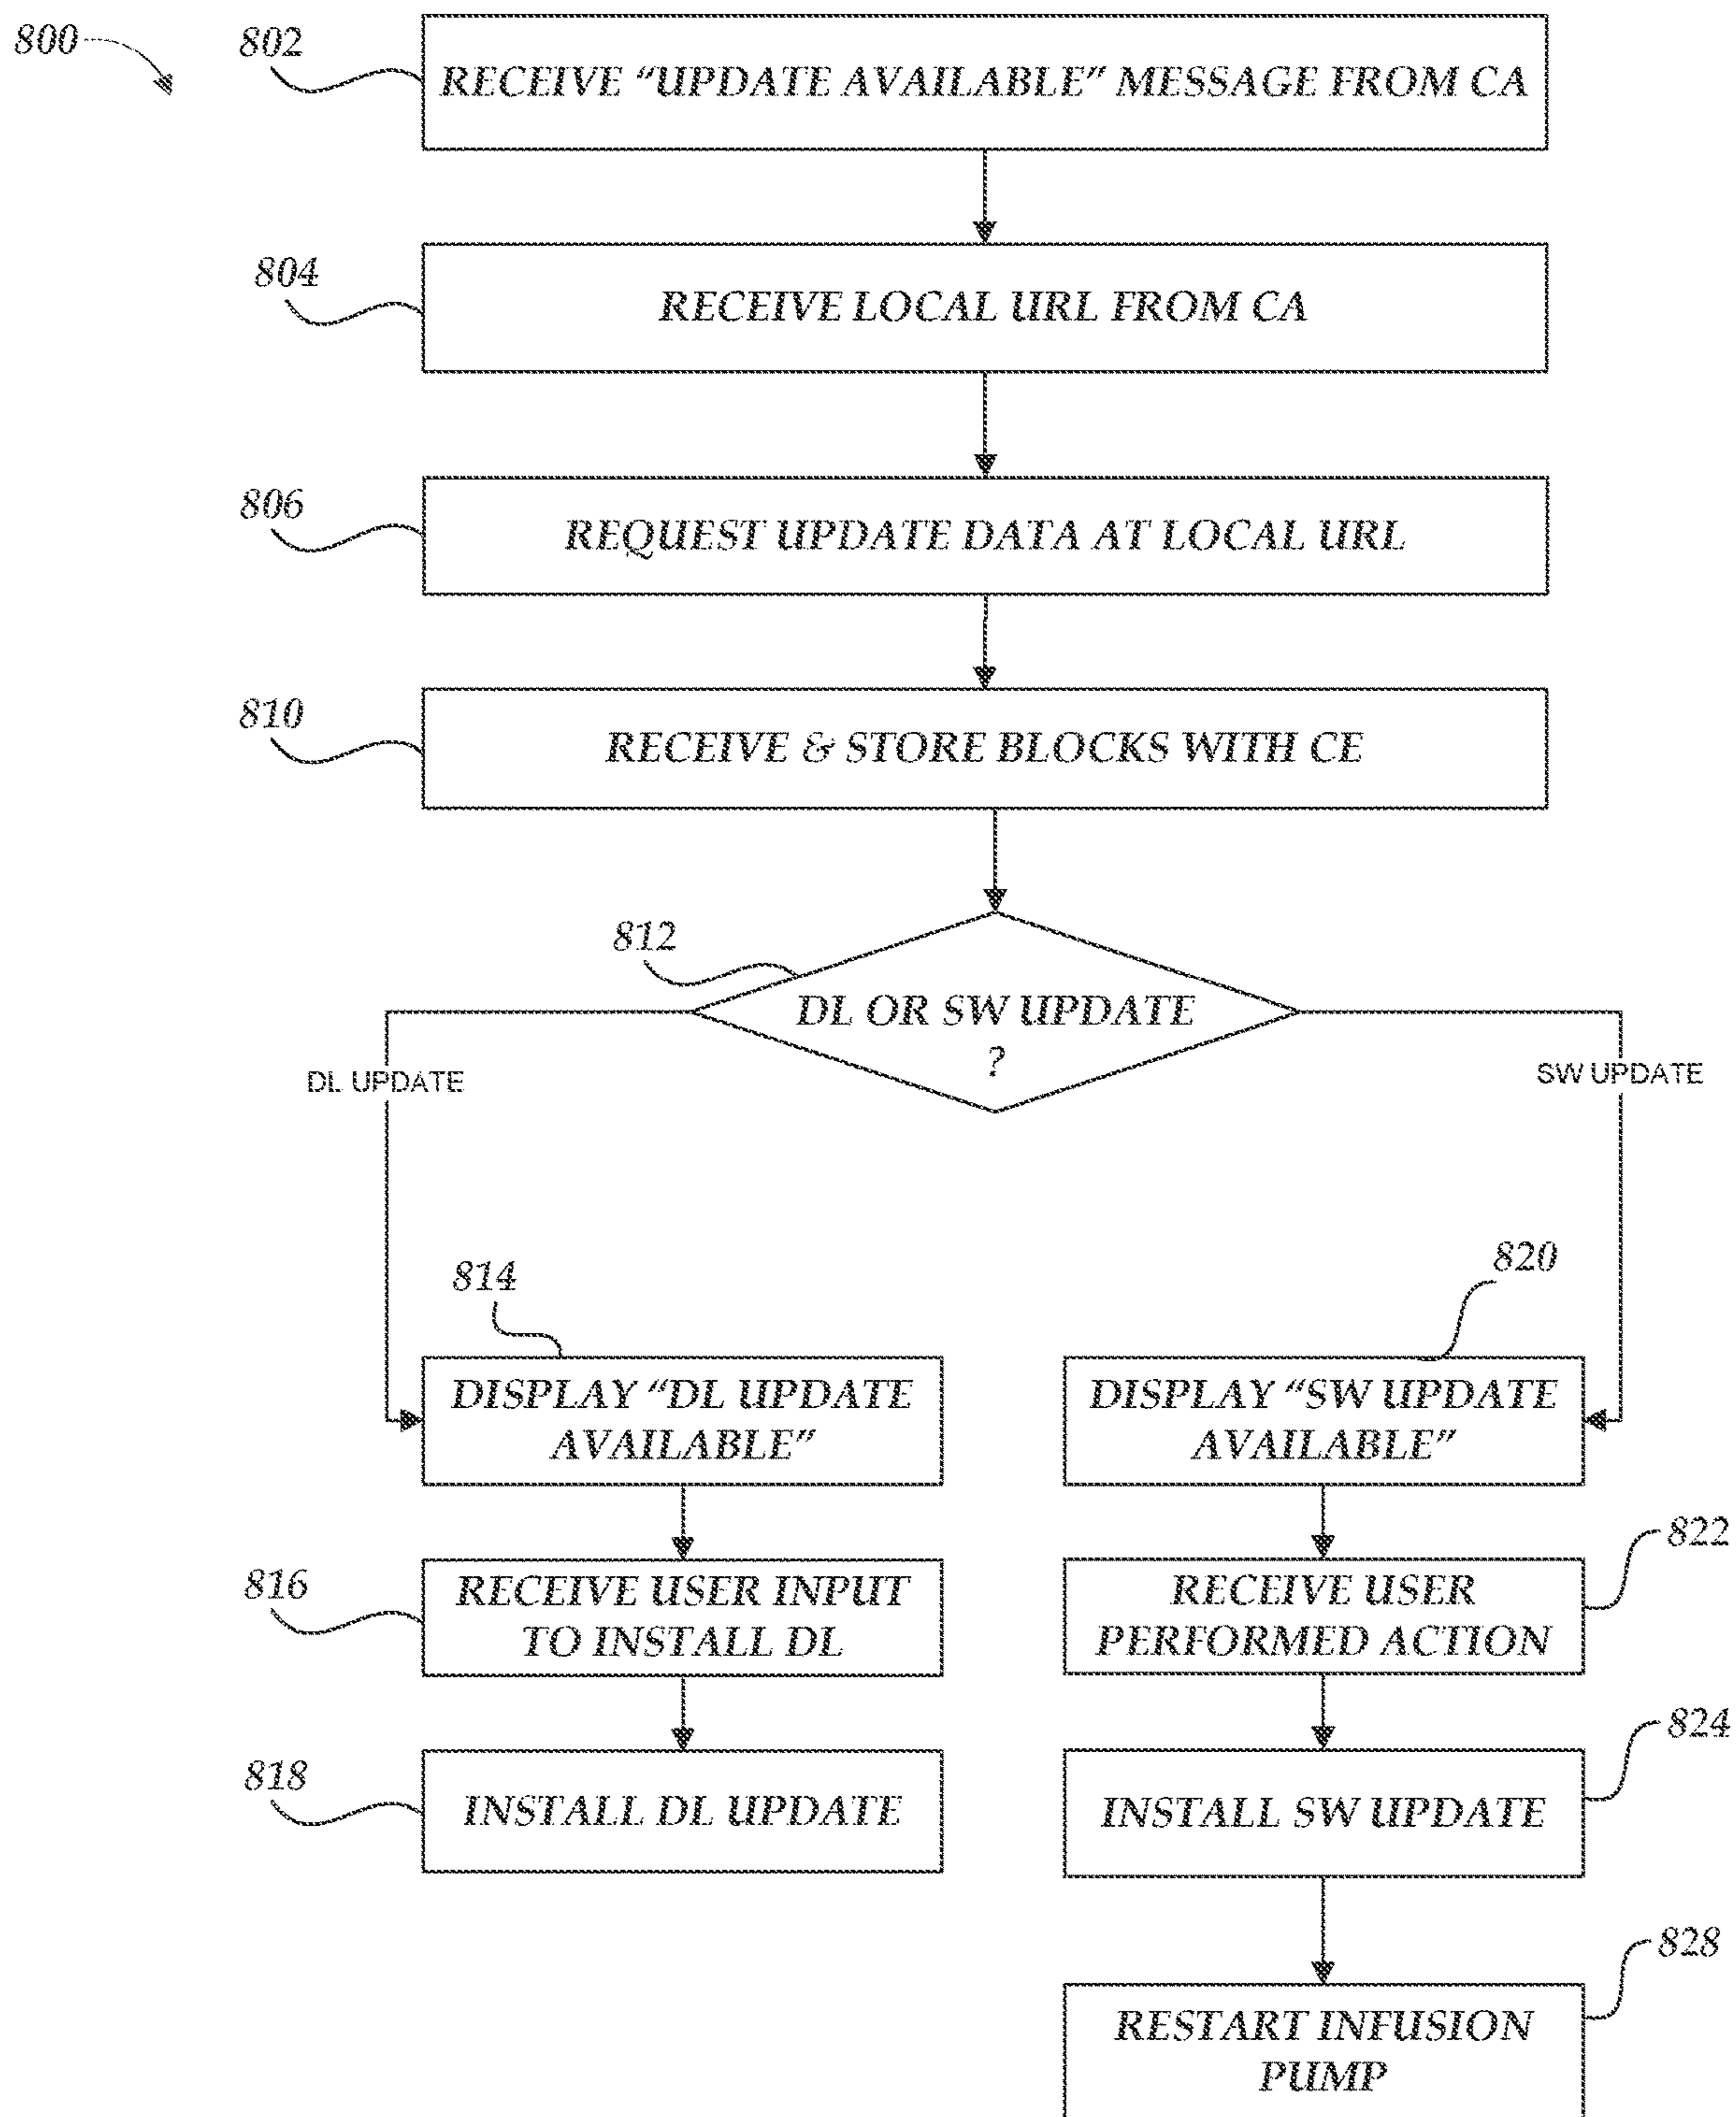 800
802
RECEIVE “UPDATE AVAILABLE” MESSAGE FROM CA
804
RECEIVE LOCAL URL FROM CA
806
REQUEST UPDATE DATA AT LOCAL URL
810
RECEIVE & STORE BLOCKS WITH CE
812
DL OR SW UPDATE
?
DL UPDATE
SW UPDATE
814
DISPLAY “DL UPDATE
AVAILABLE”
820
DISPLAY “SW UPDATE
AVAILABLE”
816
RECEIVE USER INPUT
TO INSTALL DL
822
RECEIVE USER
PERFORMED ACTION
818
INSTALL DL UPDATE
824
INSTALL SW UPDATE
828
RESTART INFUSION
PUMP